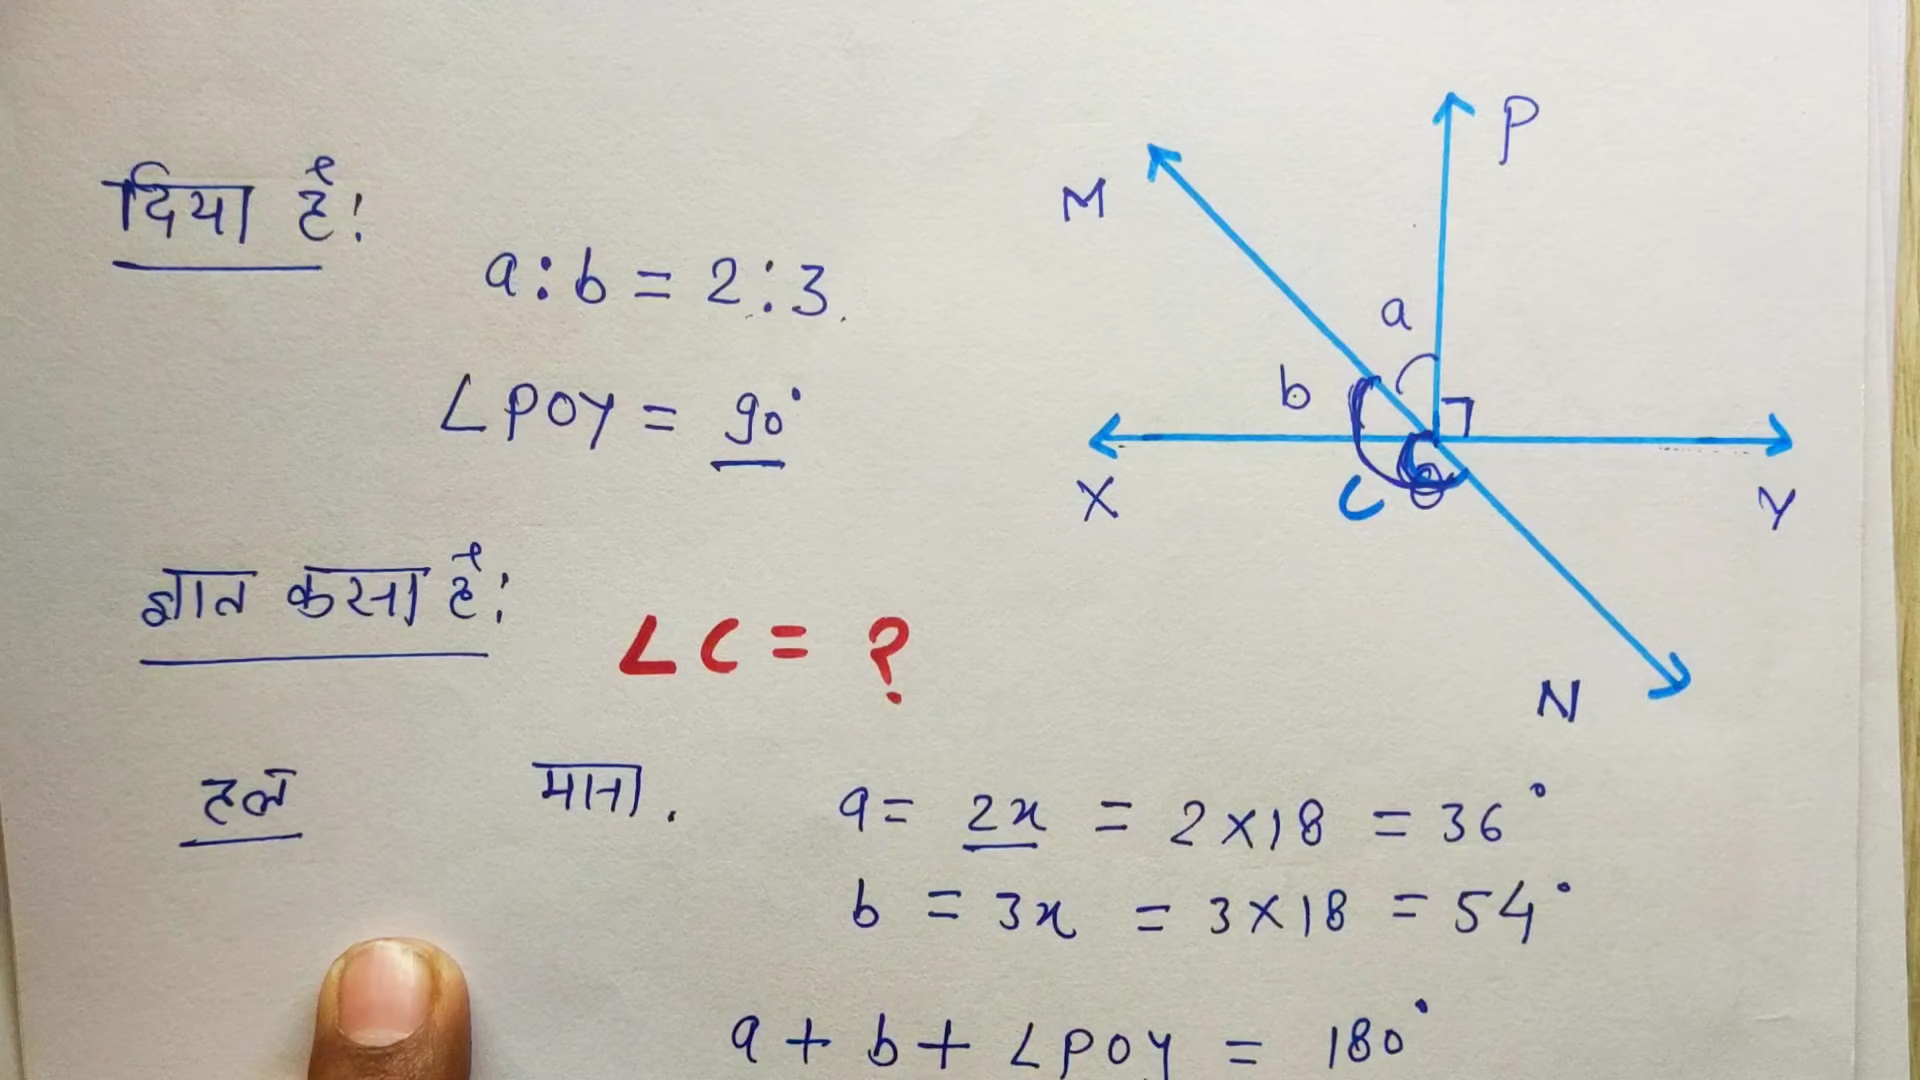 दिया है!
a:b = 2:3.
∠POY = 90°
ज्ञात करना है:
∠C = ?
हल माना.
a = 2x = 2×18 = 36°
b = 3x = 3×18 = 54°
a + b + ∠POY = 180°
P
M
a
b
X
C
O
Y
N